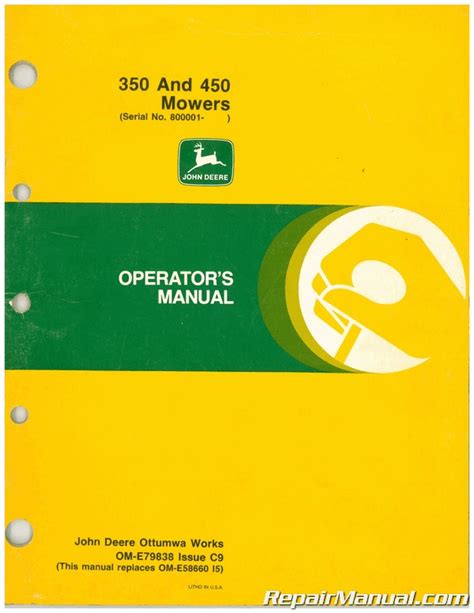 350 And 450
Mowers
(Serial No. 800001-        )
JOHN DEERE
OPERATOR'S
MANUAL
John Deere Ottumwa Works
OM-E79838 Issue C9
(This manual replaces OM-E58660 I5)
LITHO IN U.S.A.
RepairManual.com